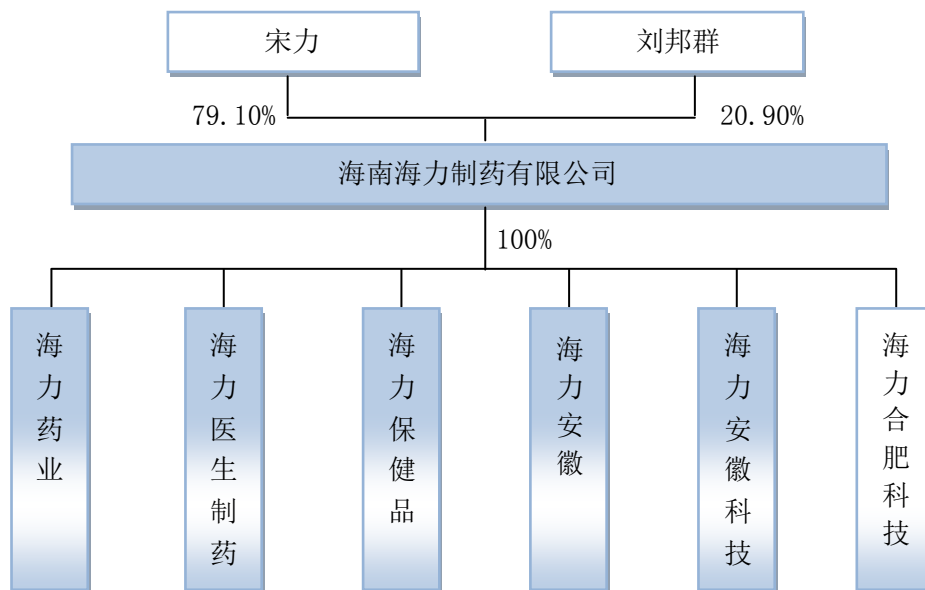 宋力
刘邦群
79.10%
20.90%
海南海力制药有限公司
100%
海力药业
海力医生制药
海力保健品
海力安徽
海力安徽科技
海力合肥科技